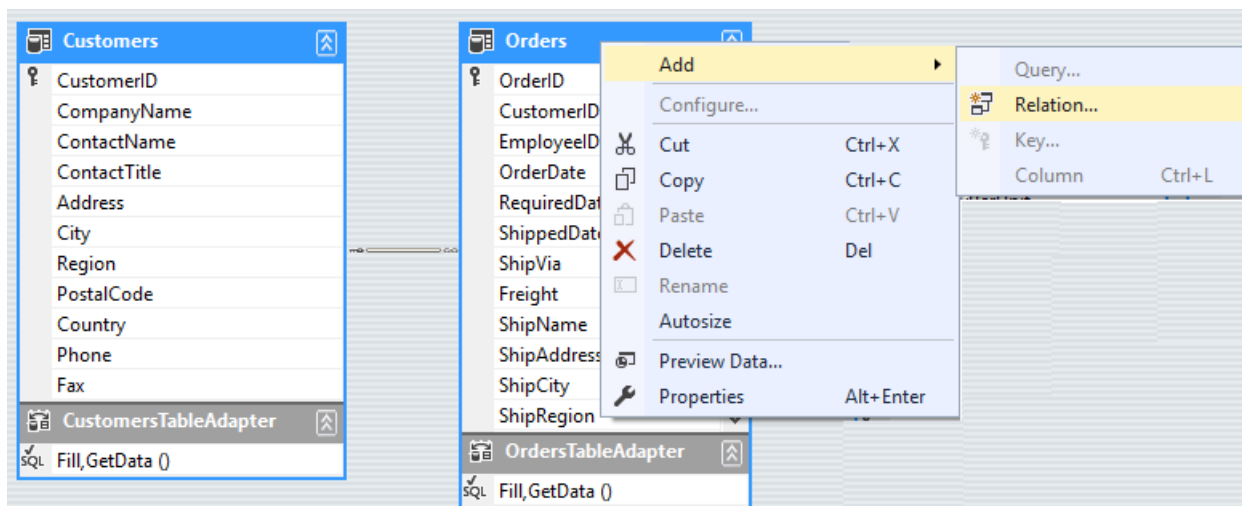 Customers
CustomerID
CompanyName
ContactName
ContactTitle
Address
City
Region
PostalCode
Country
Phone
Fax
CustomersTableAdapter
SQL Fill,GetData ()
Orders
OrderID
CustomerID
EmployeeID
OrderDate
RequiredDat
ShippedDat
ShipVia
Freight
ShipName
ShipAddress
ShipCity
ShipRegion
OrdersTableAdapter
SQL Fill,GetData ()
Add
Configure...
Cut Ctrl+X
Copy Ctrl+C
Paste Ctrl+V
Delete Del
Rename
Autosize
Preview Data...
Properties Alt+Enter
Query...
Relation...
Key...
Column Ctrl+L